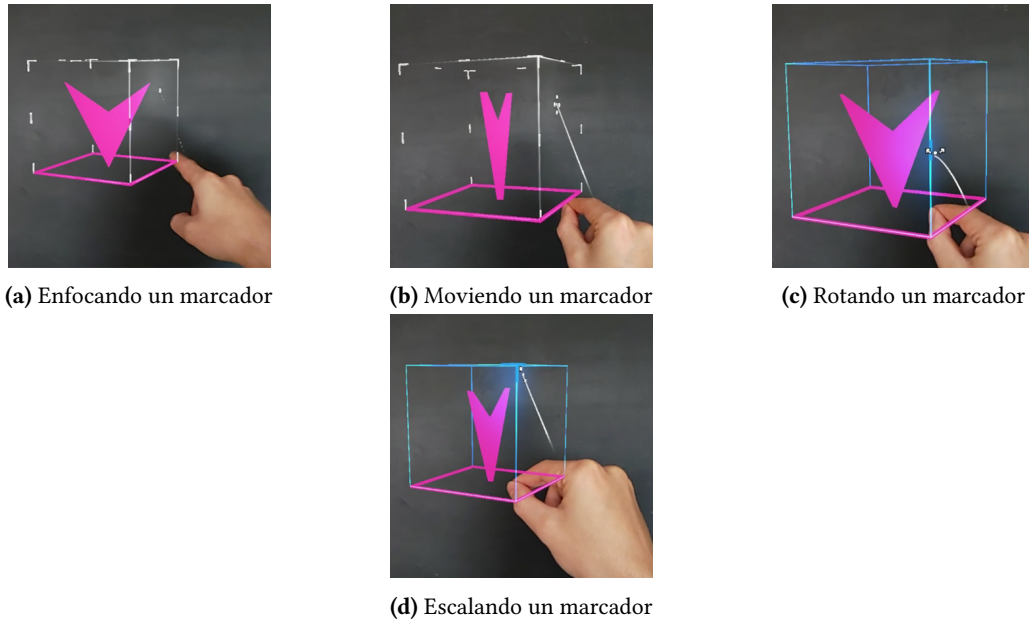 (a) Enfocando un marcador
(b) Moviendo un marcador
(c) Rotando un marcador
(d) Escalando un marcador